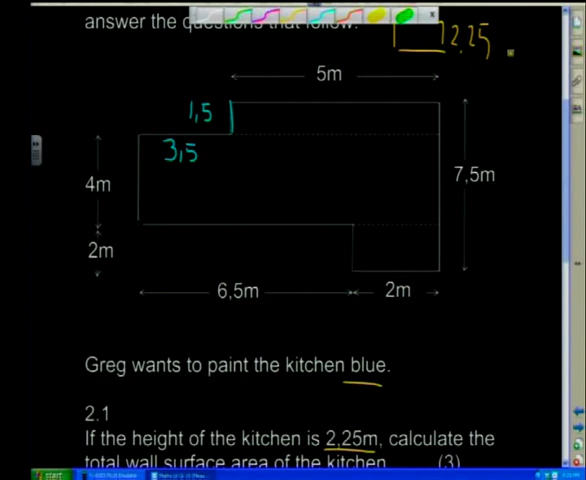 answer the questions that follow.
2.25
5m
1,5
3,5
4m
7,5m
2m
6,5m
2m
Greg wants to paint the kitchen blue.
2.1
If the height of the kitchen is 2,25m, calculate the
total wall surface area of the kitchen. (3)
start